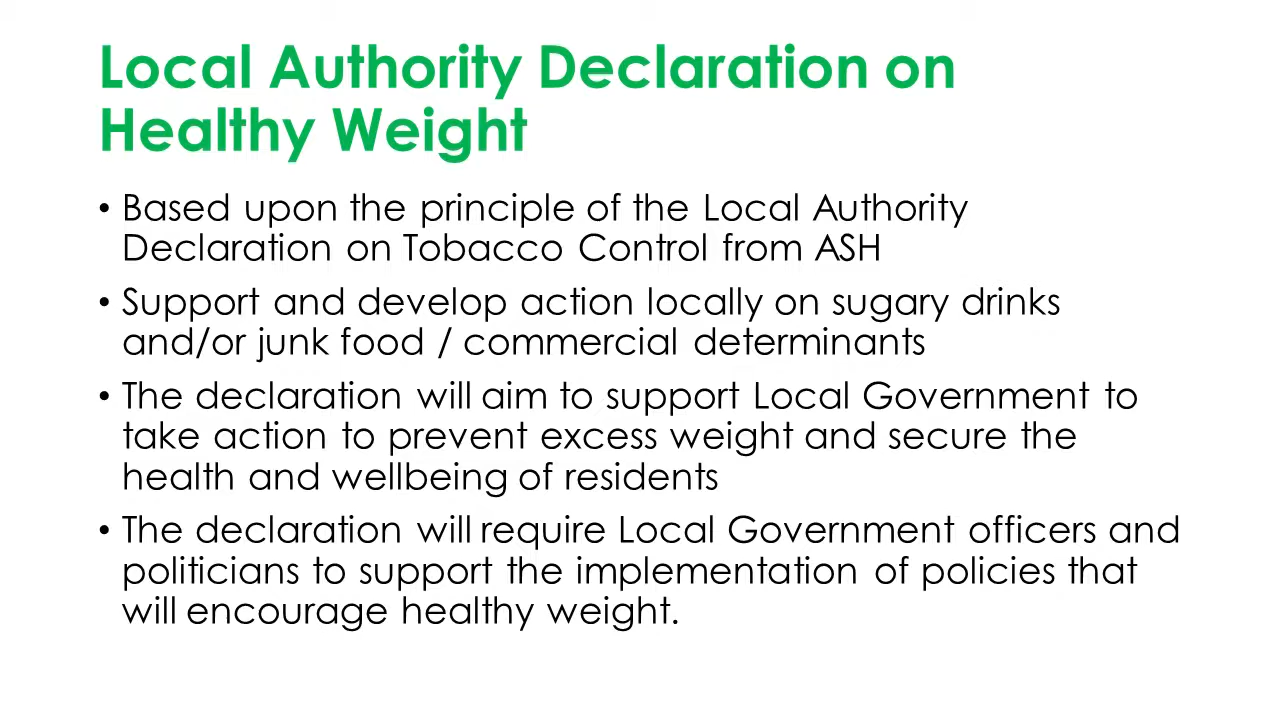 Local Authority Declaration on
Healthy Weight
• Based upon the principle of the Local Authority
Declaration on Tobacco Control from ASH
• Support and develop action locally on sugary drinks
and/or junk food / commercial determinants
• The declaration will aim to support Local Government to
take action to prevent excess weight and secure the
health and wellbeing of residents
• The declaration will require Local Government officers and
politicians to support the implementation of policies that
will encourage healthy weight.